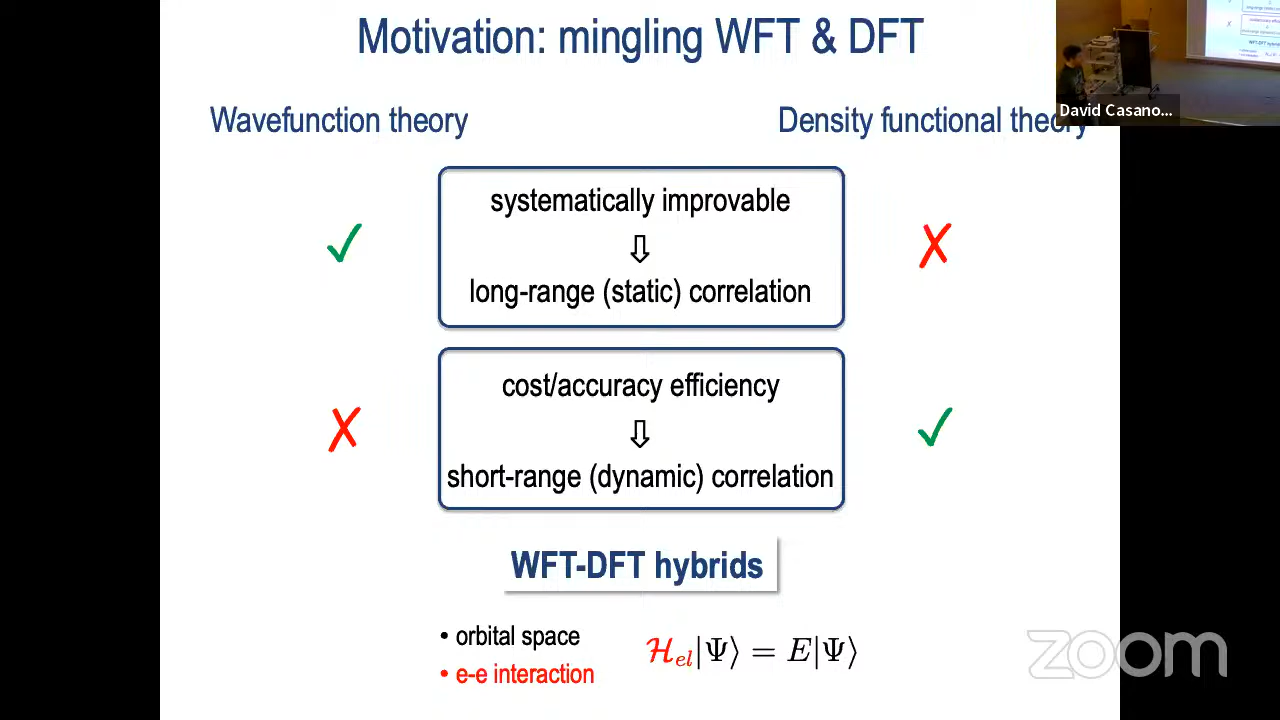 Motivation: mingling WFT & DFT
David Casano...
Wavefunction theory
Density functional theory
systematically improvable
⇩
long-range (static) correlation
✓
✗
cost/accuracy efficiency
⇩
short-range (dynamic) correlation
✗
✓
WFT-DFT hybrids
• orbital space
• e-e interaction
ℋ_el|Ψ⟩ = E|Ψ⟩
zoom